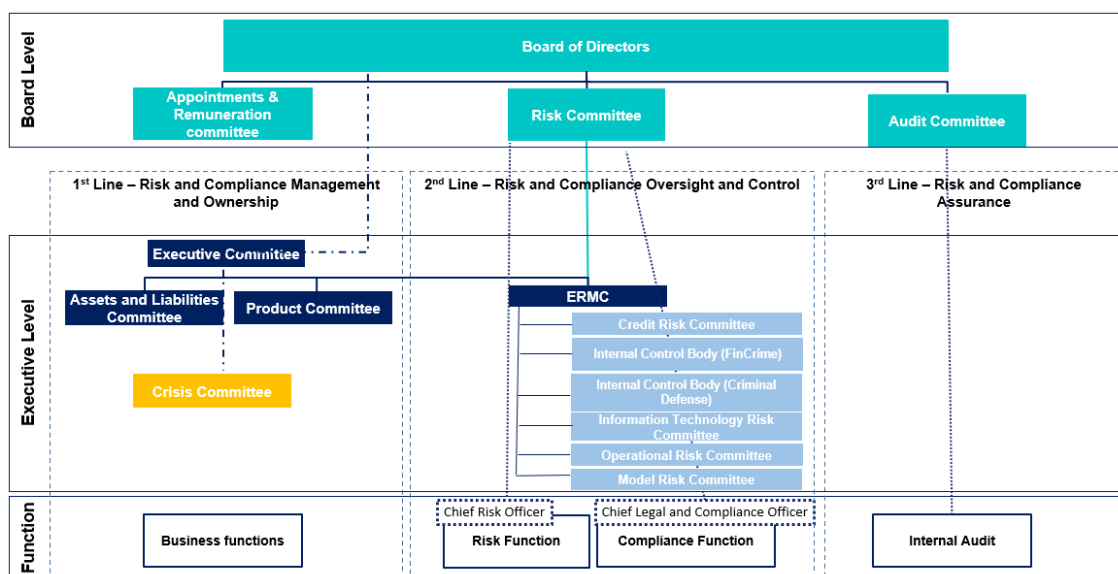 Board Level
Board of Directors
Appointments &
Remuneration
committee
Risk Committee
Audit Committee
1st Line – Risk and Compliance Management
and Ownership
2nd Line – Risk and Compliance Oversight and Control
3rd Line – Risk and Compliance
Assurance
Executive Level
Executive Committee
Assets and Liabilities
Committee
Product Committee
ERMC
Credit Risk Committee
Internal Control Body (FinCrime)
Internal Control Body (Criminal
Defense)
Information Technology Risk
Committee
Operational Risk Committee
Model Risk Committee
Crisis Committee
Function
Business functions
Chief Risk Officer
Risk Function
Chief Legal and Compliance Officer
Compliance Function
Internal Audit